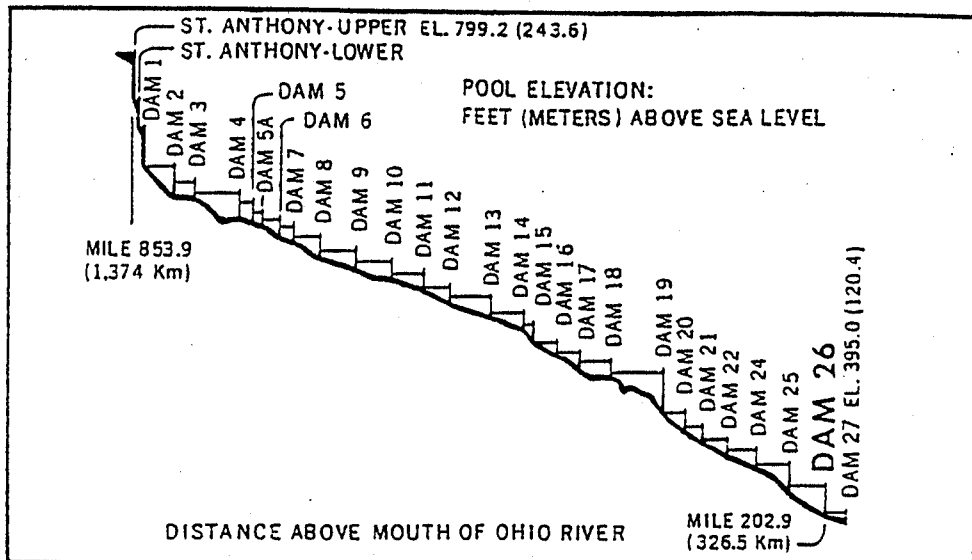 ST. ANTHONY-UPPER EL. 799.2 (243.6)
ST. ANTHONY-LOWER
DAM 1
DAM 2
DAM 3
DAM 4
DAM 5
DAM 5A
DAM 6
DAM 7
DAM 8
DAM 9
DAM 10
DAM 11
DAM 12
DAM 13
DAM 14
DAM 15
DAM 16
DAM 17
DAM 18
DAM 19
DAM 20
DAM 21
DAM 22
DAM 24
DAM 25
DAM 26
DAM 27 EL. 395.0 (120.4)
POOL ELEVATION:
FEET (METERS) ABOVE SEA LEVEL
MILE 853.9
(1,374 Km)
DISTANCE ABOVE MOUTH OF OHIO RIVER
MILE 202.9
(326.5 Km)